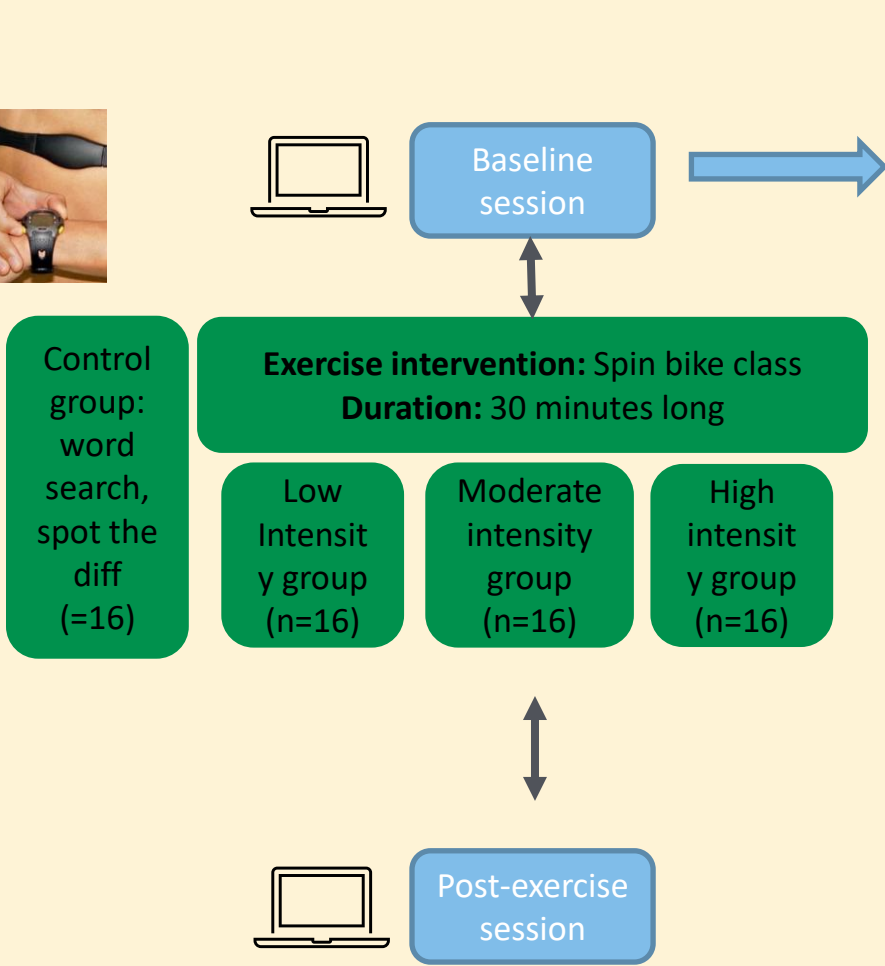 Baseline
session
Control
group:
word
search,
spot the
diff
(=16)
Exercise intervention: Spin bike class
Duration: 30 minutes long
Low
Intensit
y group
(n=16)
Moderate
intensity
group
(n=16)
High
intensit
y group
(n=16)
Post-exercise
session